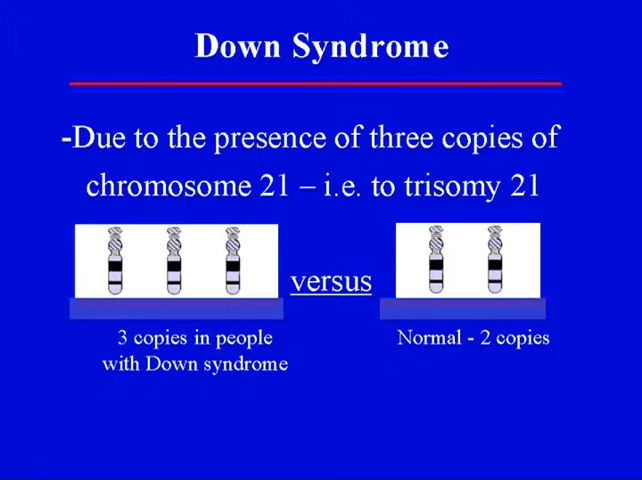 Down Syndrome
-Due to the presence of three copies of
chromosome 21 – i.e. to trisomy 21
versus
3 copies in people
with Down syndrome
Normal - 2 copies